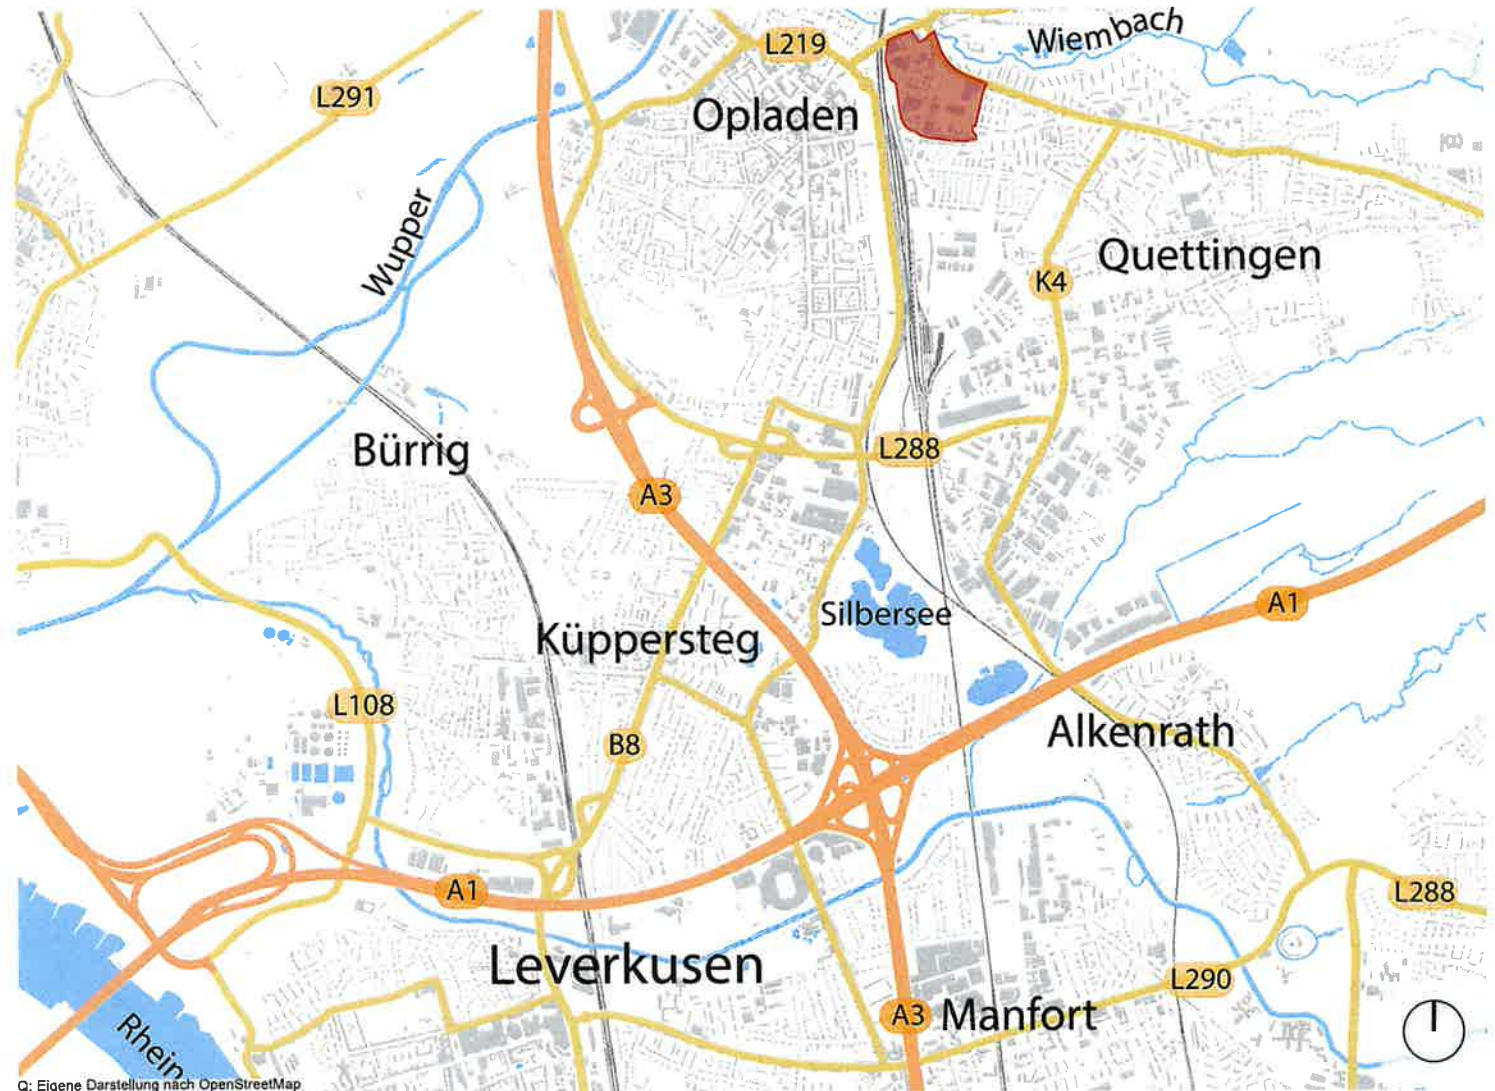 Wiembach
L219
L291
Opladen
Wupper
Quettingen
K4
Bürrig
L288
A3
A1
Silbersee
Küppersteg
L108
Alkenrath
B8
A1
L288
Leverkusen
L290
A3
Manfort
Rhein
Q: Eigene Darstellung nach OpenStreetMap